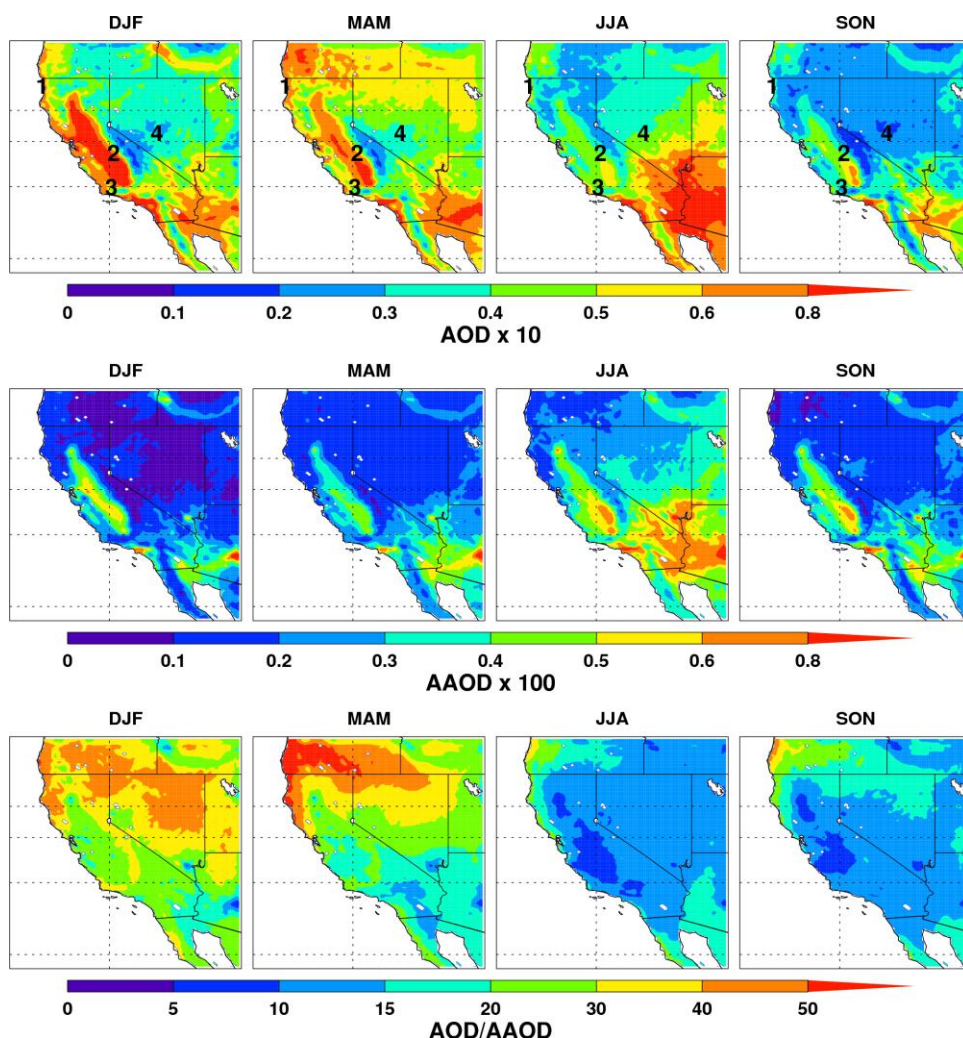 DJF MAM JJA SON
1 1 1 1
4 4 4 4
2 2 2 2
3 3 3 3
0 0.1 0.2 0.3 0.4 0.5 0.6 0.8
AOD x 10
DJF MAM JJA SON
0 0.1 0.2 0.3 0.4 0.5 0.6 0.8
AAOD x 100
DJF MAM JJA SON
0 5 10 15 20 30 40 50
AOD/AAOD